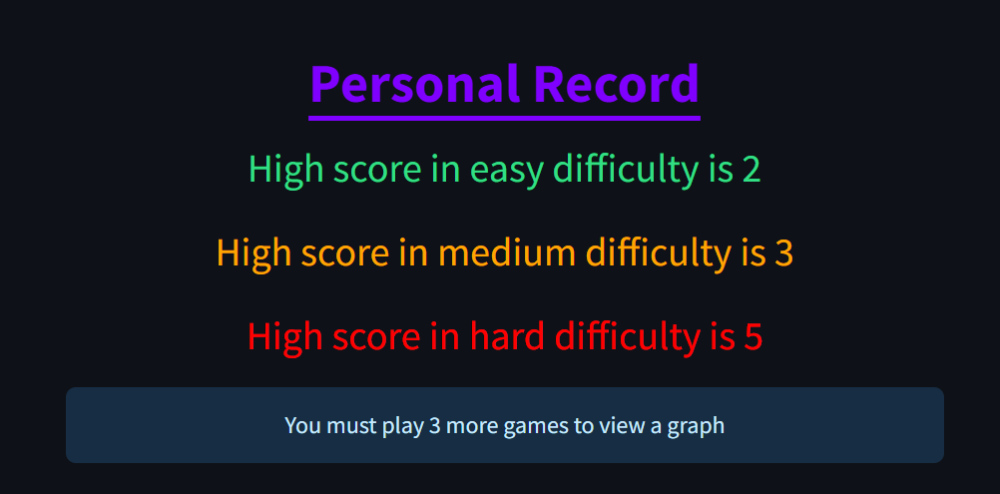 Personal Record
High score in easy difficulty is 2
High score in medium difficulty is 3
High score in hard difficulty is 5
You must play 3 more games to view a graph